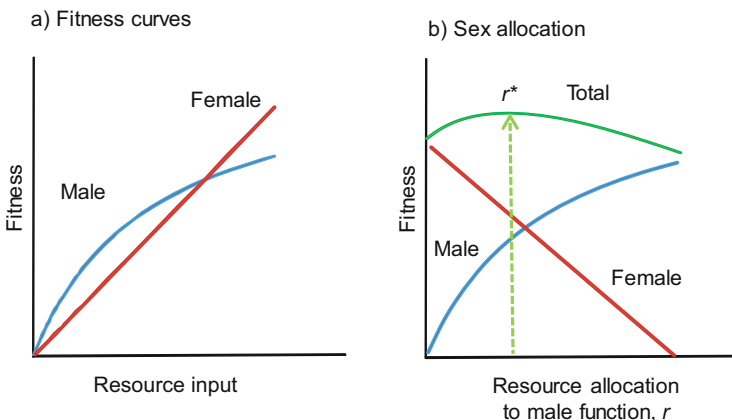 a) Fitness curves
Female
Male
Fitness
Resource input
b) Sex allocation
r*
Total
Male
Female
Fitness
Resource allocation
to male function, r